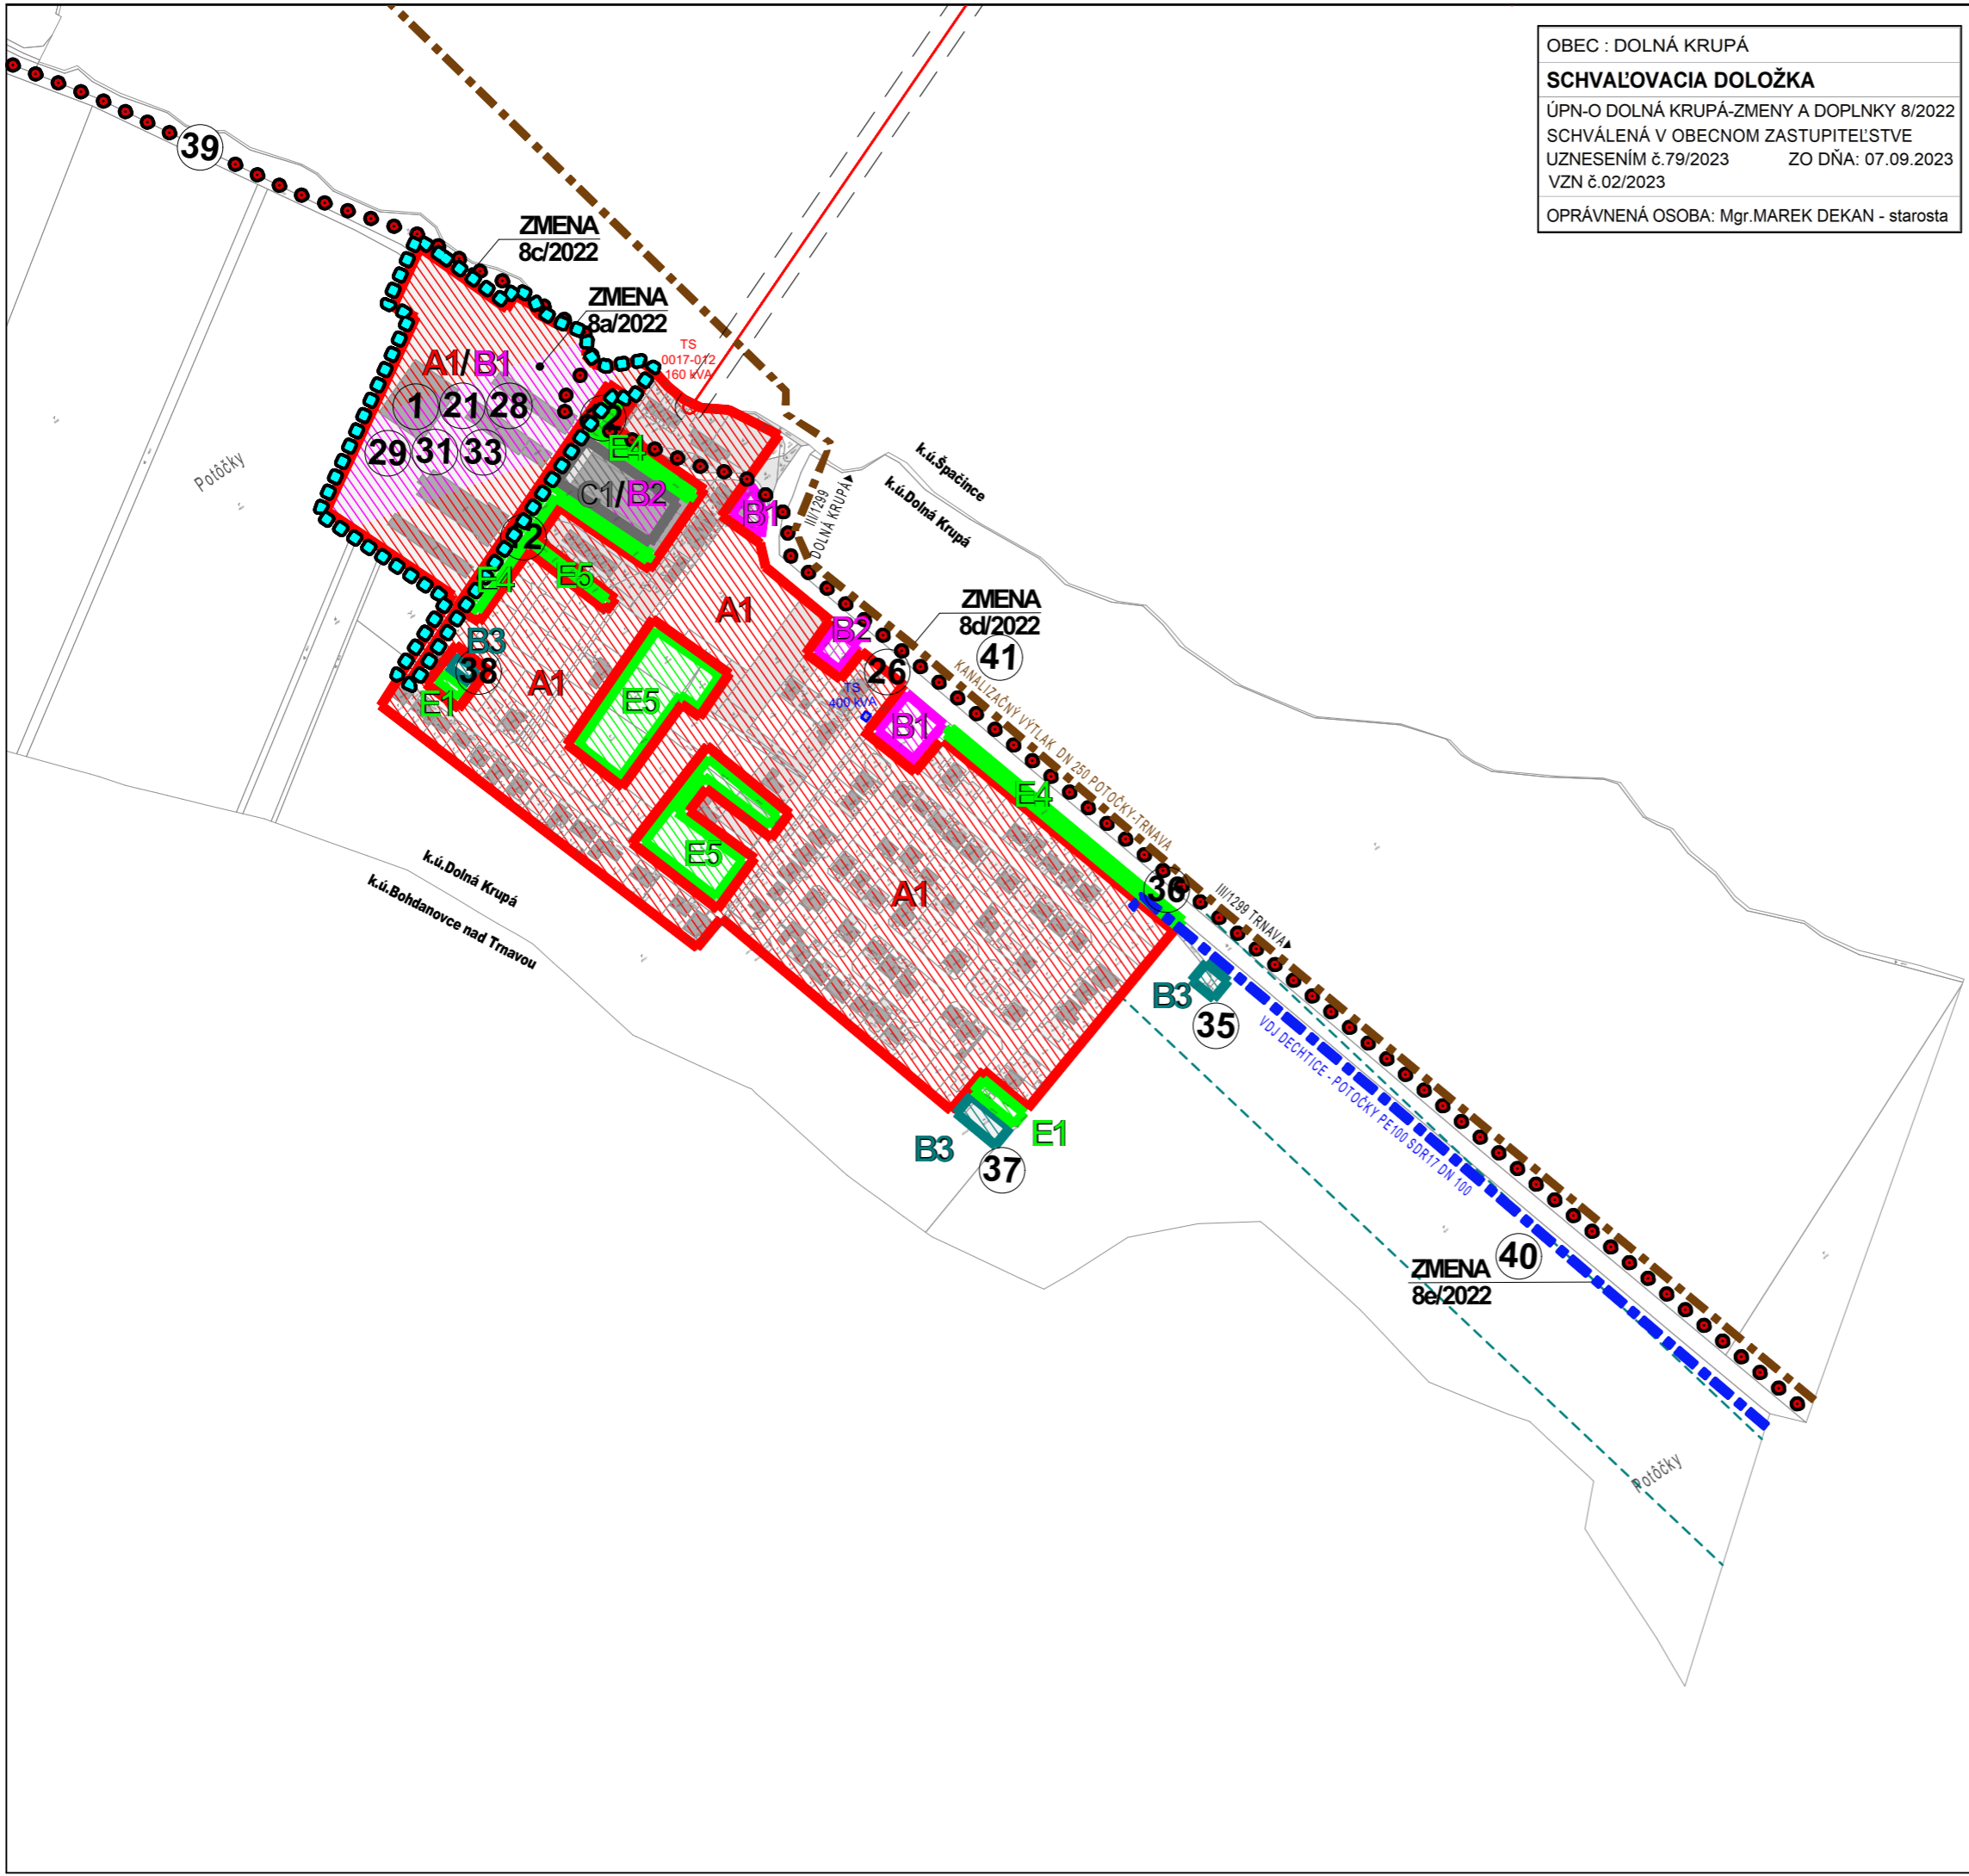 OBEC : DOLNÁ KRUPÁ
SCHVAĽOVACIA DOLOŽKA
ÚPN-O DOLNÁ KRUPÁ-ZMENY A DOPLNKY 8/2022
SCHVÁLENÁ V OBECNOM ZASTUPITEĽSTVE
UZNESENÍM č.79/2023 ZO DŇA: 07.09.2023
VZN č.02/2023
OPRÁVNENÁ OSOBA: Mgr.MAREK DEKAN - starosta
39
ZMENA
8c/2022
ZMENA
8a/2022
TS
0017-012
160 kVA
A1/B1
1 21 28
29 31 33
Potôčky
E4
C1/B2
B1
III/1299
DOLNÁ KRUPÁ
k.ú.Špačince
k.ú.Dolná Krupá
E4
E5
A1
ZMENA
8d/2022
41
B2
B3
38
E1
A1
E5
26
TS
400 kVA
B1
KANALIZAČNÝ VÝTLAK DN 250 POTOČKY-TRNAVA
E4
E5
A1
36
III/1299 TRNAVA
k.ú.Dolná Krupá
k.ú.Bohdanovce nad Trnavou
B3
35
VDJ DECHTICE - POTOČKY PE100 SDR17 DN 100
E1
B3
37
40
ZMENA
8e/2022
Potôčky